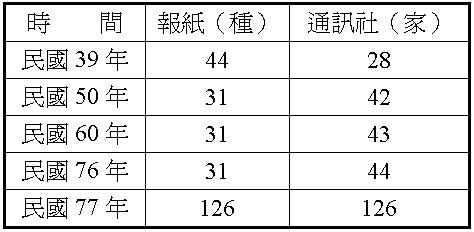 時 間 報紙（種） 通訊社（家）
民國 39 年 44 28
民國 50 年 31 42
民國 60 年 31 43
民國 76 年 31 44
民國 77 年 126 126